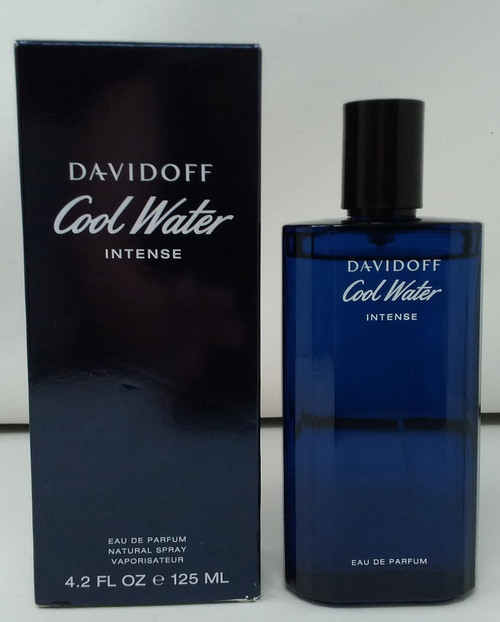 DAVIDOFF
Cool Water
INTENSE
EAU DE PARFUM
NATURAL SPRAY
VAPORISATEUR
4.2 FL OZ e 125 ML
DAVIDOFF
Cool Water
INTENSE
EAU DE PARFUM